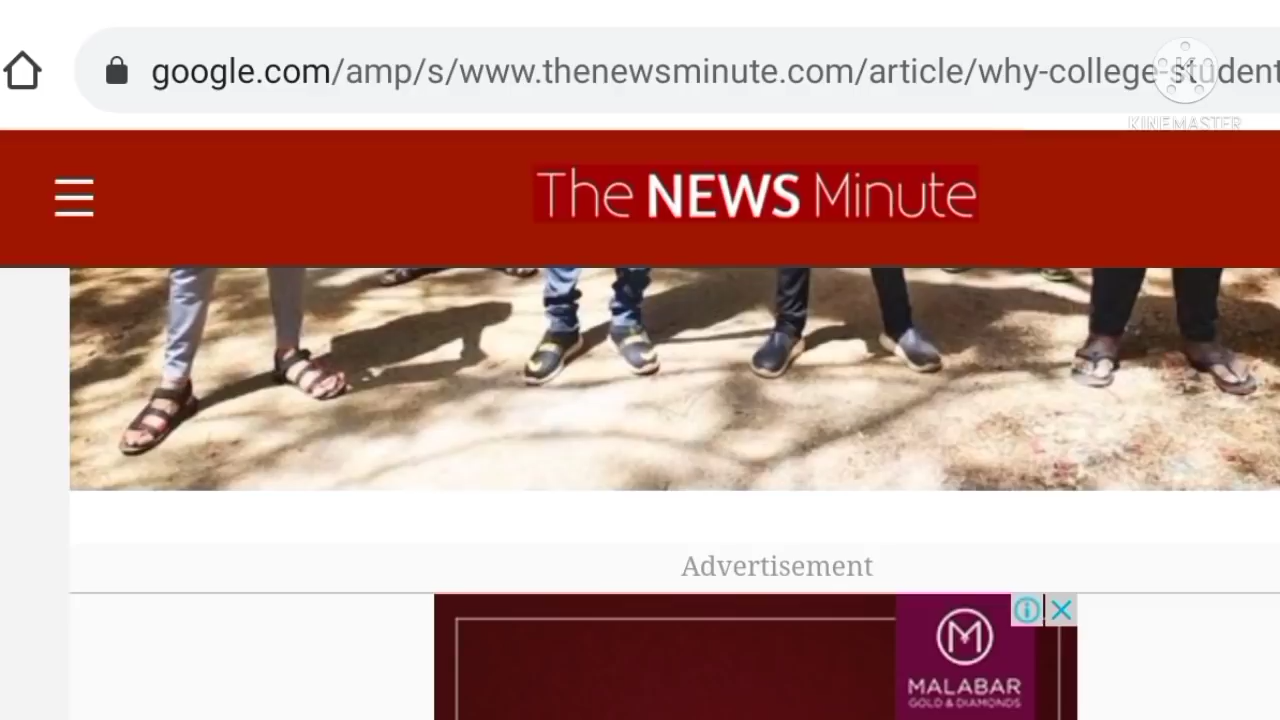 google.com/amp/s/www.thenewsminute.com/article/why-college-student
KINEMASTER
The NEWS Minute
Advertisement
MALABAR
GOLD & DIAMONDS